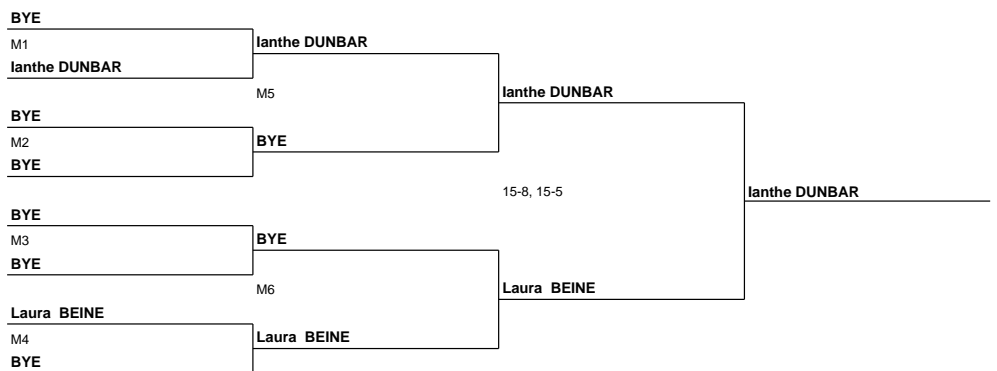 BYE
M1
Ianthe DUNBAR
BYE
M2
BYE
BYE
M3
BYE
Laura BEINE
M4
BYE
Ianthe DUNBAR
M5
BYE
BYE
M6
Laura BEINE
Ianthe DUNBAR
15-8, 15-5
Laura BEINE
Ianthe DUNBAR